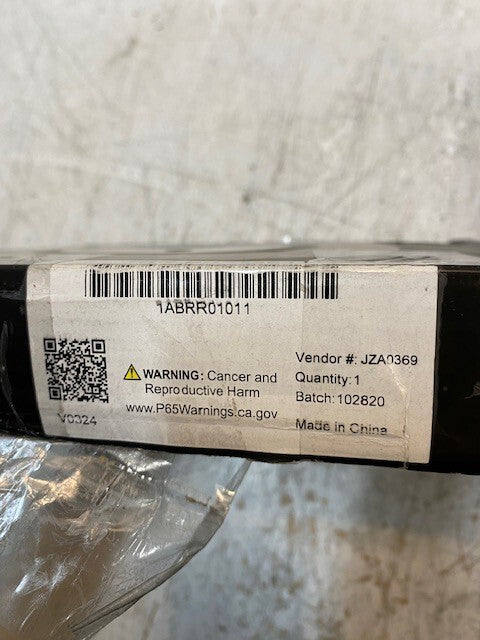 1ABRR01011
WARNING: Cancer and
Reproductive Harm
www.P65Warnings.ca.gov
V0324
Vendor #: JZA0369
Quantity: 1
Batch: 102820
Made in China